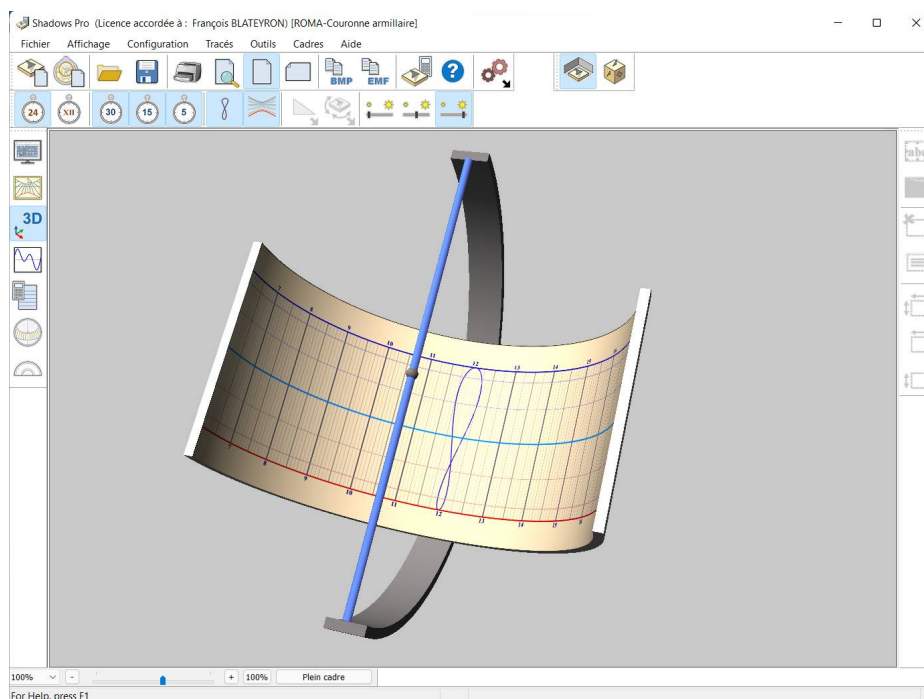 Shadows Pro (Licence accordée à : François BLATEYRON) [ROMA-Couronne armillaire]
Fichier Affichage Configuration Tracés Outils Cadres Aide
BMP EMF ?
24 XII 30 15 5
abc
3D
7 8 9 10 11 12 13 14 15 16
7 8 9 10 11 12 13 14 15 16
100% - + 100% Plein cadre
For Help, press F1